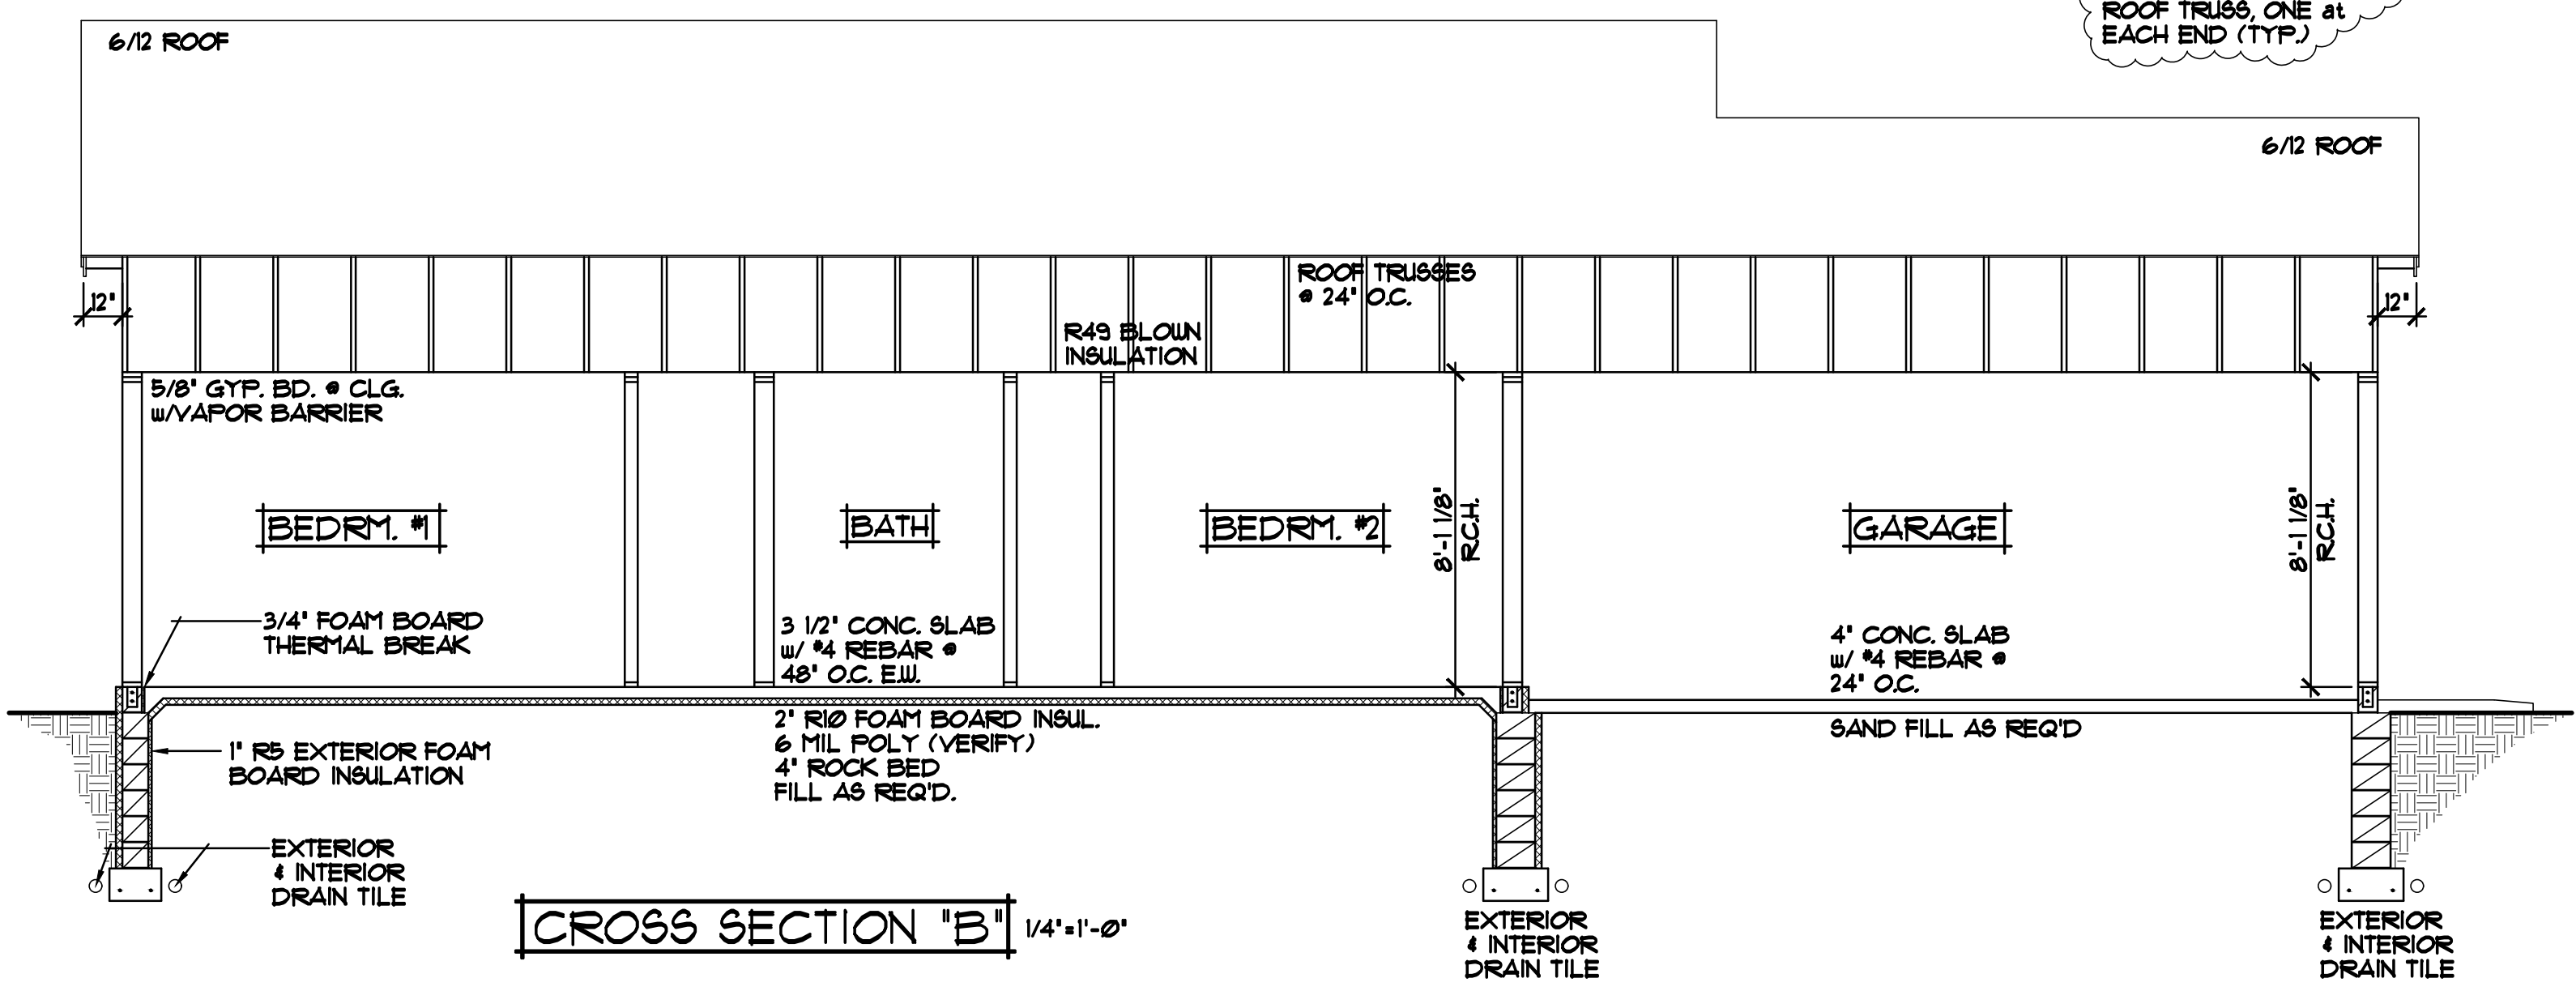 ROOF TRUSS, ONE at
EACH END (TYP.)
6/12 ROOF
6/12 ROOF
12"
12"
ROOF TRUSSES
@ 24" O.C.
R49 BLOWN
INSULATION
5/8" GYP. BD. @ CLG.
w/VAPOR BARRIER
BEDRM. #1
BATH
BEDRM. #2
8'-1 1/8"
R.C.H.
GARAGE
8'-1 1/8"
R.C.H.
3/4" FOAM BOARD
THERMAL BREAK
3 1/2" CONC. SLAB
w/ #4 REBAR @
48" O.C. E.W.
4" CONC. SLAB
w/ #4 REBAR @
24" O.C.
2" R10 FOAM BOARD INSUL.
6 MIL POLY (VERIFY)
4" ROCK BED
FILL AS REQ'D.
SAND FILL AS REQ'D
1" R5 EXTERIOR FOAM
BOARD INSULATION
EXTERIOR
& INTERIOR
DRAIN TILE
CROSS SECTION "B" 1/4"=1'-0"
EXTERIOR
& INTERIOR
DRAIN TILE
EXTERIOR
& INTERIOR
DRAIN TILE